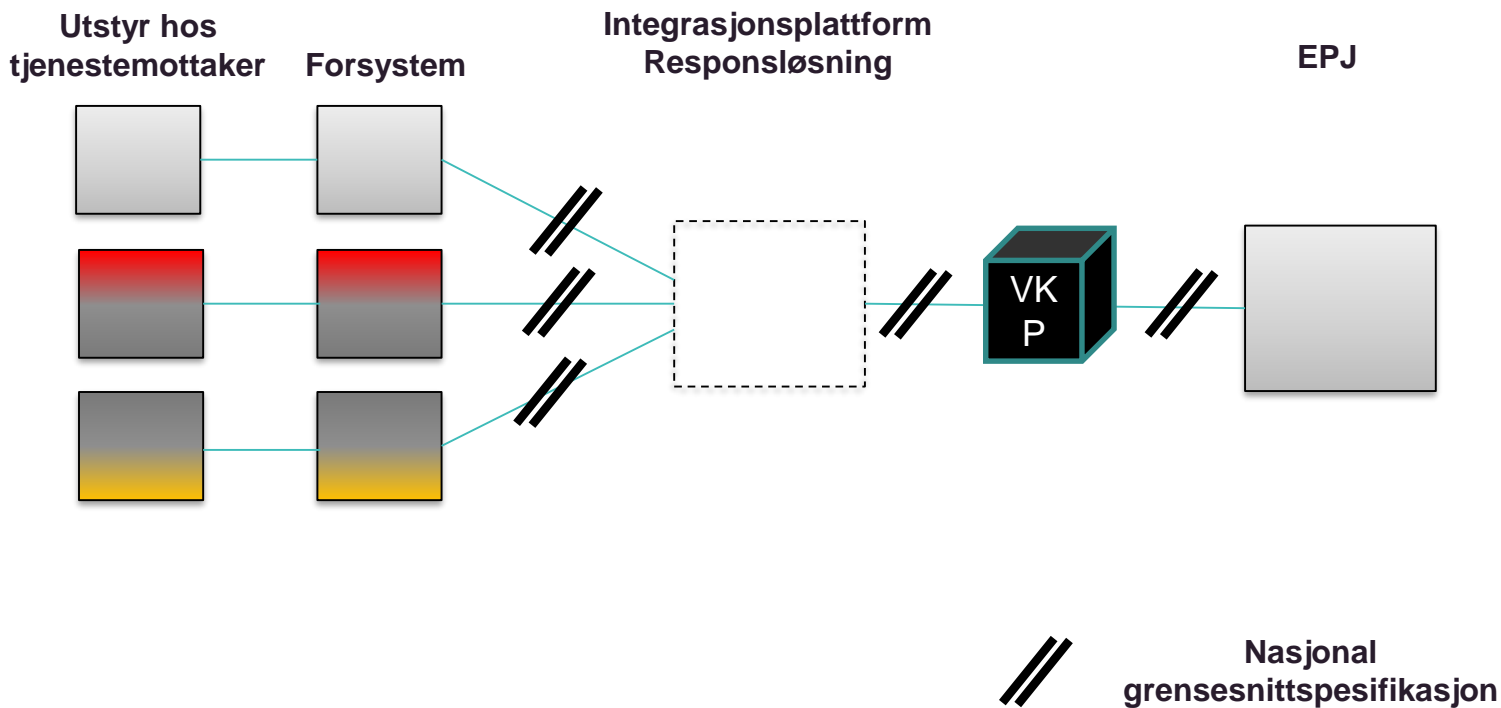 Utstyr hos
tjenestemottaker
Forsystem
Integrasjonsplattform
Responsløsning
EPJ
VK
P
Nasjonal
grensesnittspesifikasjon